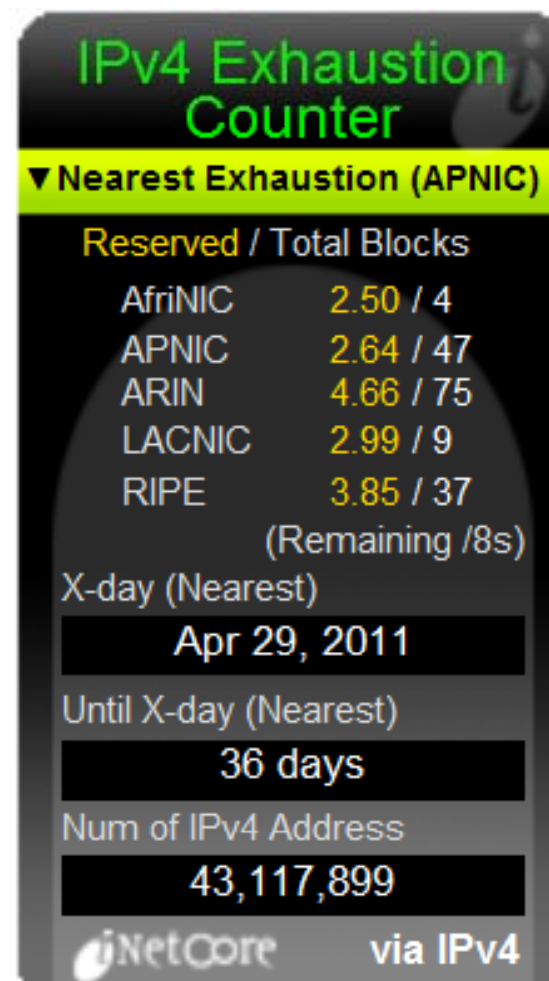 IPv4 Exhaustion
Counter
▼Nearest Exhaustion (APNIC)
Reserved / Total Blocks
AfriNIC 2.50 / 4
APNIC 2.64 / 47
ARIN 4.66 / 75
LACNIC 2.99 / 9
RIPE 3.85 / 37
(Remaining /8s)
X-day (Nearest)
Apr 29, 2011
Until X-day (Nearest)
36 days
Num of IPv4 Address
43,117,899
iNetCore via IPv4